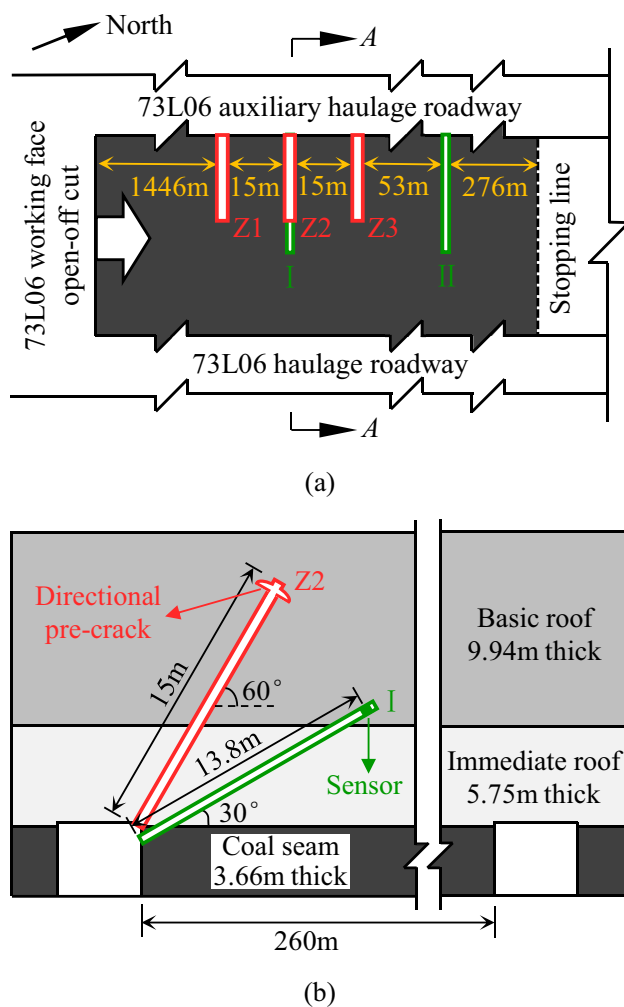 North
A
73L06 auxiliary haulage roadway
1446m
15m
15m
53m
276m
Z1
Z2
Z3
I
II
73L06 working face
open-off cut
Stopping line
73L06 haulage roadway
A
(a)
Z2
Directional
pre-crack
Basic roof
9.94m thick
15m
60°
I
13.8m
Sensor
Immediate roof
5.75m thick
30°
Coal seam
3.66m thick
260m
(b)